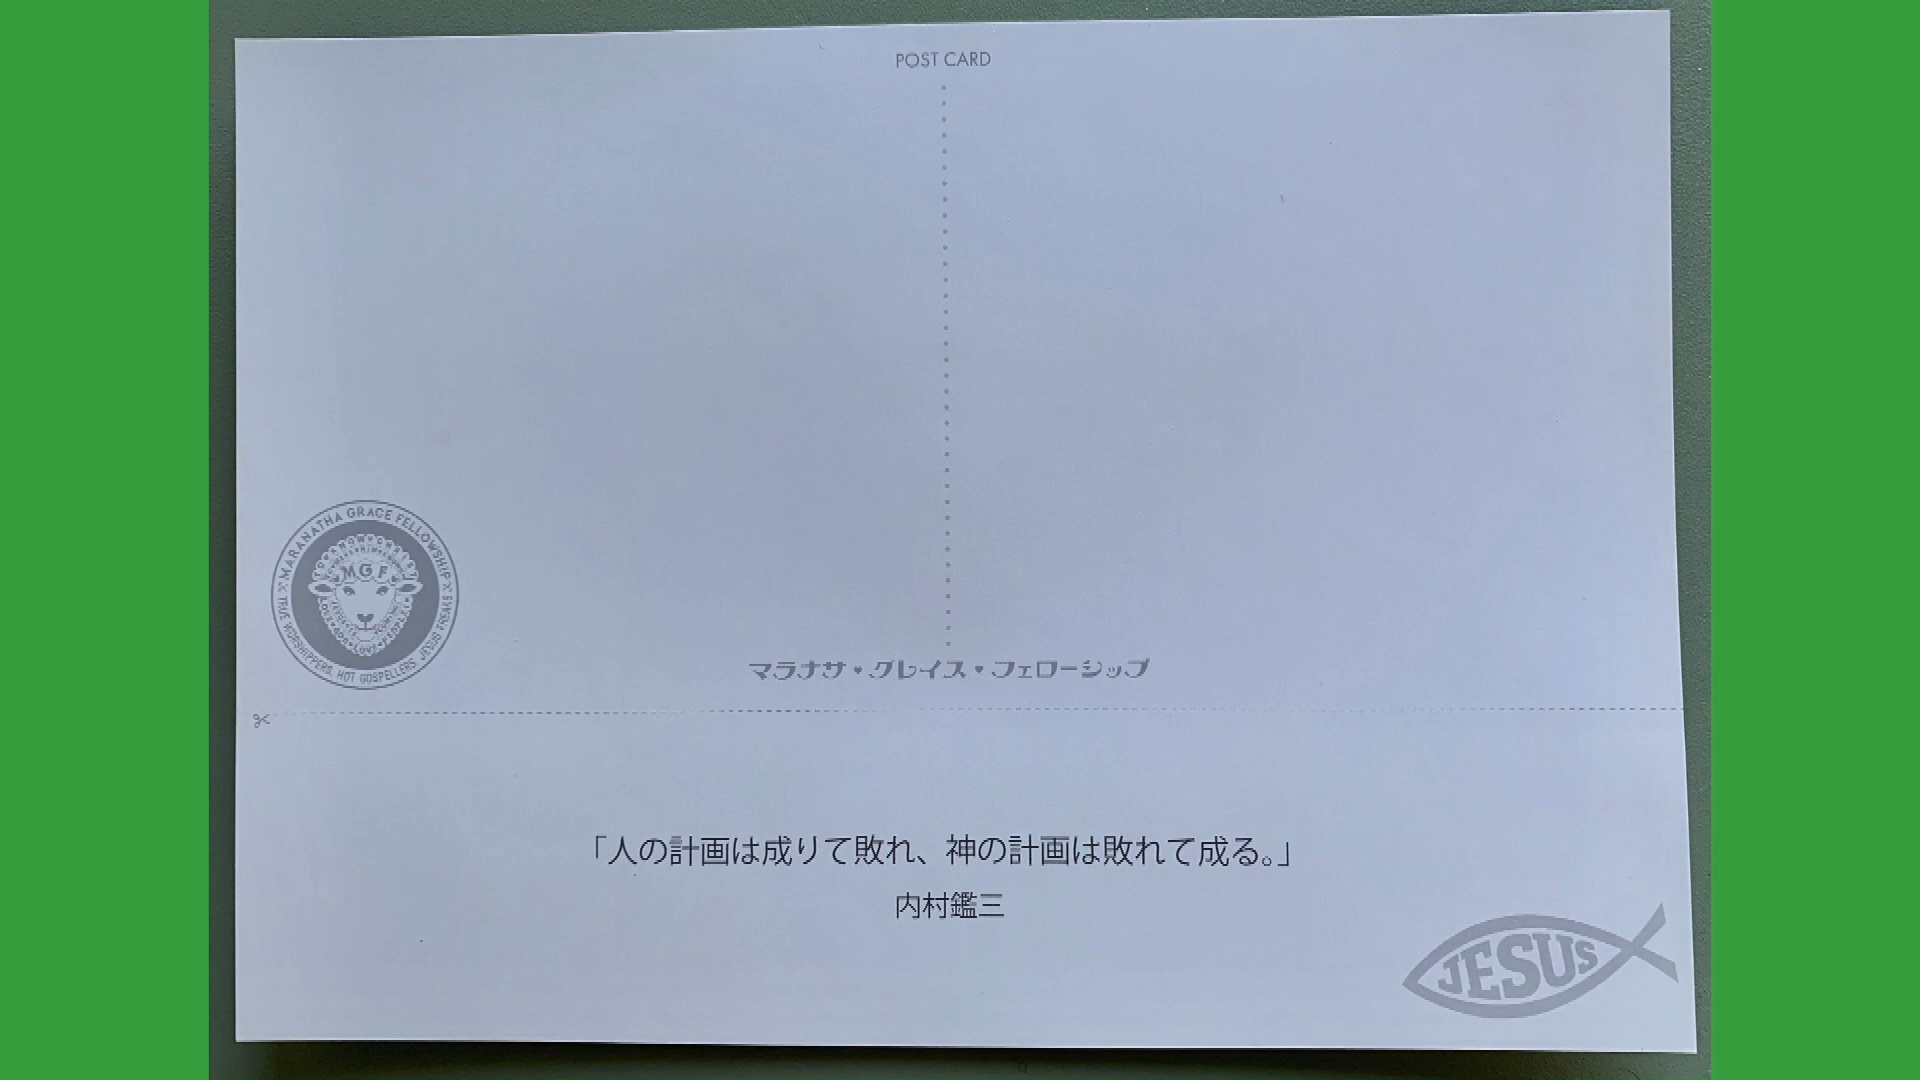 POST CARD
MARANATHA GRACE FELLOWSHIP
TRUE WORSHIPPERS, HOT GOSPELLERS, JESUS FREAKS
MGF
マラナサ・グレイス・フェローシップ
「人の計画は成りて敗れ、神の計画は敗れて成る。」
内村鑑三
JESUS